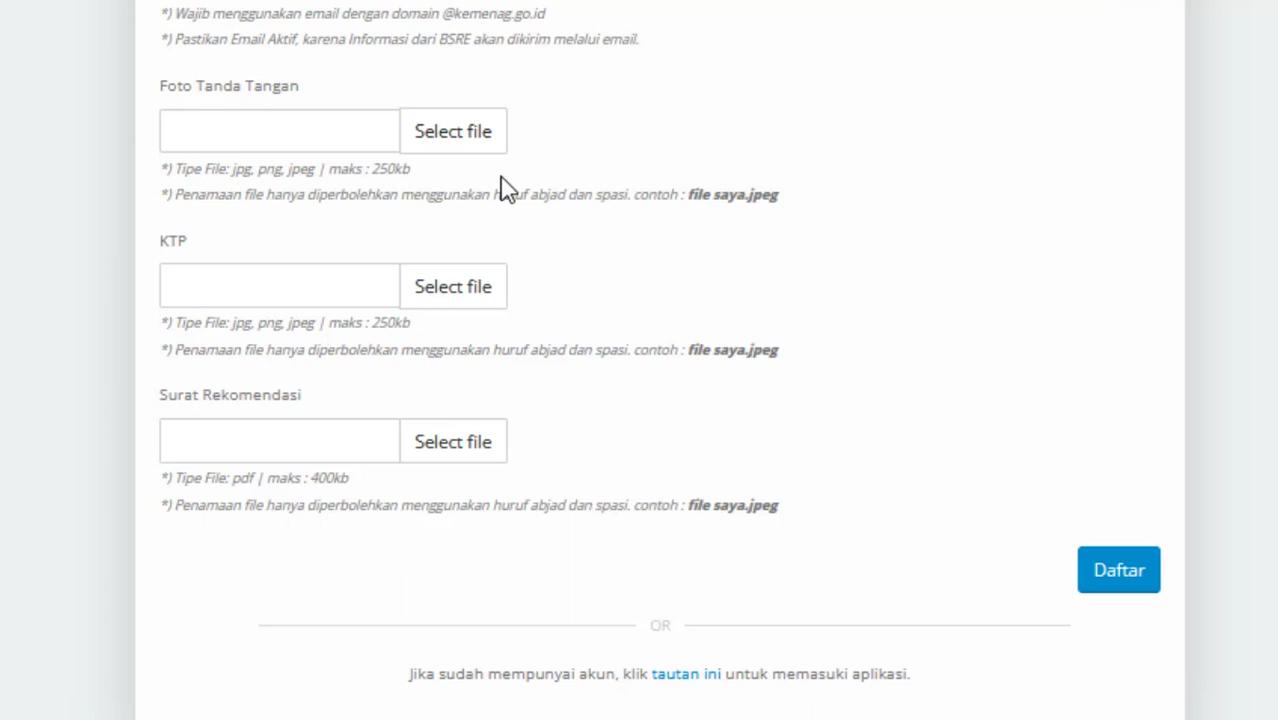 *) Wajib menggunakan email dengan domain @kemenag.go.id
*) Pastikan Email Aktif, karena Informasi dari BSRE akan dikirim melalui email.
Foto Tanda Tangan
Select file
*) Tipe File: jpg, png, jpeg | maks : 250kb
*) Penamaan file hanya diperbolehkan menggunakan huruf abjad dan spasi. contoh : file saya.jpeg
KTP
Select file
*) Tipe File: jpg, png, jpeg | maks : 250kb
*) Penamaan file hanya diperbolehkan menggunakan huruf abjad dan spasi. contoh : file saya.jpeg
Surat Rekomendasi
Select file
*) Tipe File: pdf | maks : 400kb
*) Penamaan file hanya diperbolehkan menggunakan huruf abjad dan spasi. contoh : file saya.jpeg
Daftar
OR
Jika sudah mempunyai akun, klik tautan ini untuk memasuki aplikasi.